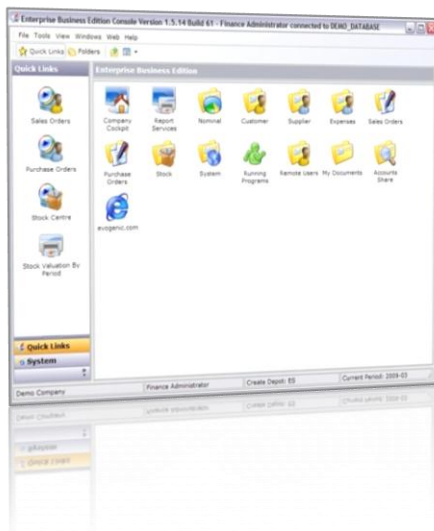 Enterprise Business Edition Console Version 1.5.14 Build 61 - Finance Administrator connected to DEMO_DATABASE
File Tools View Windows Web Help
Quick Links Folders
Quick Links
Enterprise Business Edition
Sales Orders
Purchase Orders
Stock Centre
Stock Valuation By
Period
Company
Cockpit
Report
Services
Nominal
Customer
Supplier
Expenses
Sales Orders
Purchase
Orders
Stock
System
Running
Programs
Remote Users
My Documents
Accounts
Share
evogenic.com
Quick Links
System
Demo Company
Finance Administrator
Create Depot: ES
Current Period: 2009-03